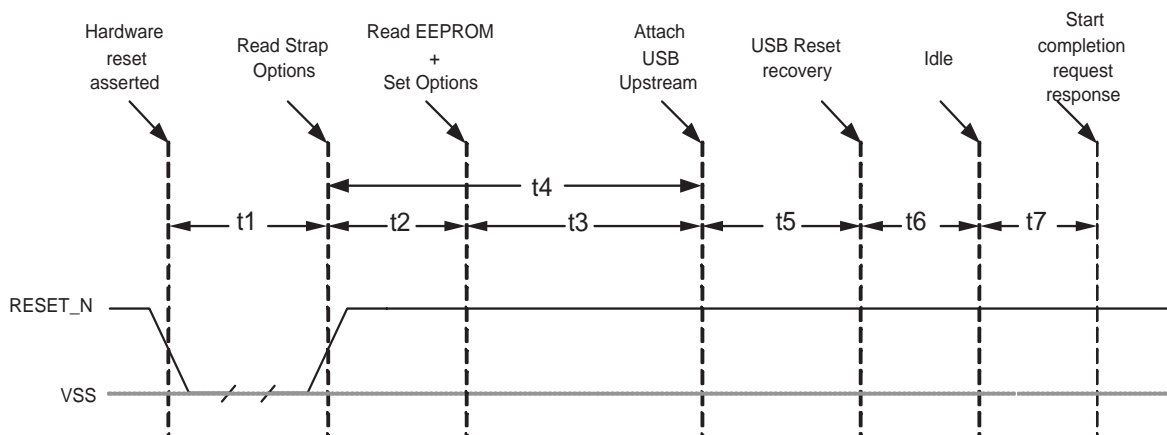 Hardware
reset
asserted
Read Strap
Options
Read EEPROM
+
Set Options
Attach
USB
Upstream
USB Reset
recovery
Idle
Start
completion
request
response
t4
t1
t2
t3
t5
t6
t7
RESET_N
VSS